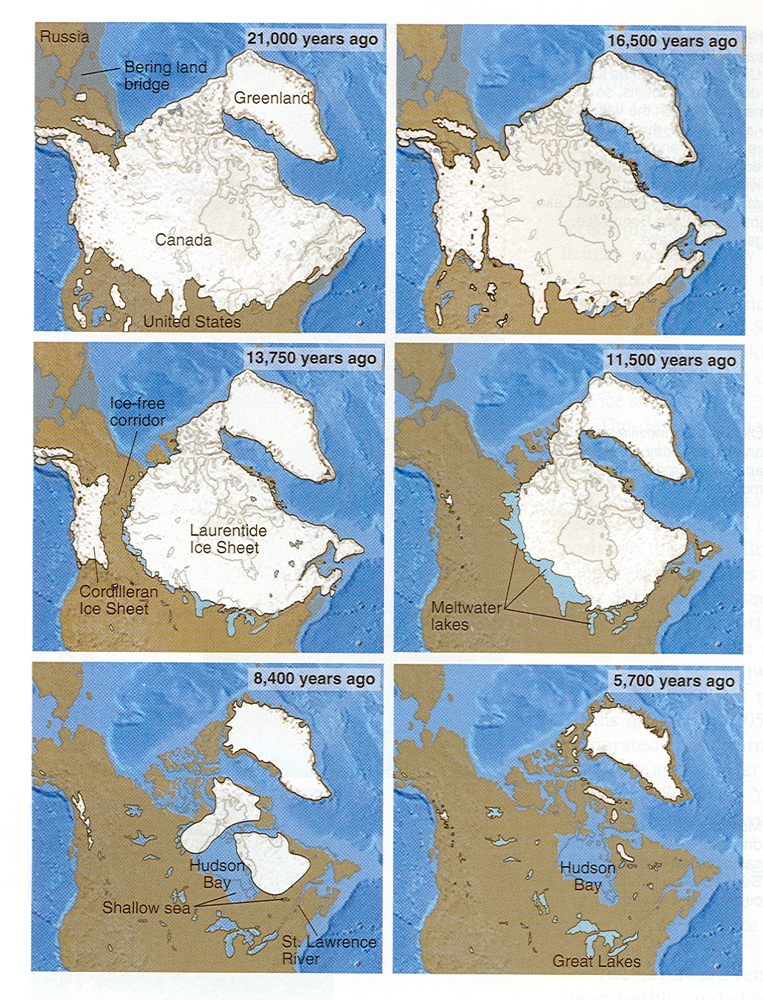 Russia
21,000 years ago
Bering land
bridge
Greenland
Canada
United States
16,500 years ago
13,750 years ago
Ice-free
corridor
Laurentide
Ice Sheet
Cordilleran
Ice Sheet
11,500 years ago
Meltwater
lakes
8,400 years ago
Hudson
Bay
Shallow sea
St. Lawrence
River
5,700 years ago
Hudson
Bay
Great Lakes